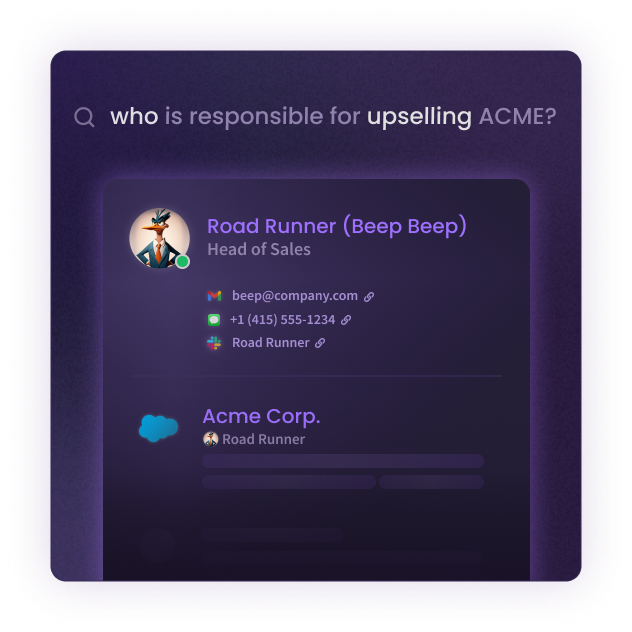 who is responsible for upselling ACME?
Road Runner (Beep Beep)
Head of Sales
beep@company.com
+1 (415) 555-1234
Road Runner
Acme Corp.
Road Runner